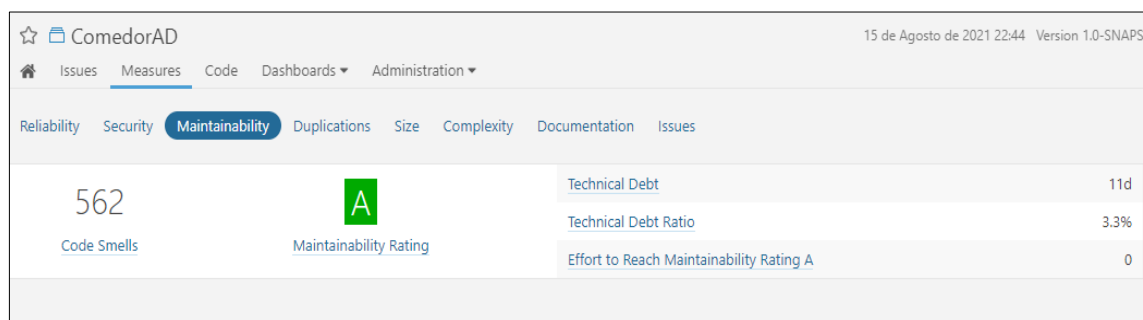 ComedorAD 15 de Agosto de 2021 22:44 Version 1.0-SNAPS
Issues Measures Code Dashboards Administration
Reliability Security Maintainability Duplications Size Complexity Documentation Issues
562
Code Smells
A
Maintainability Rating
Technical Debt 11d
Technical Debt Ratio 3.3%
Effort to Reach Maintainability Rating A 0